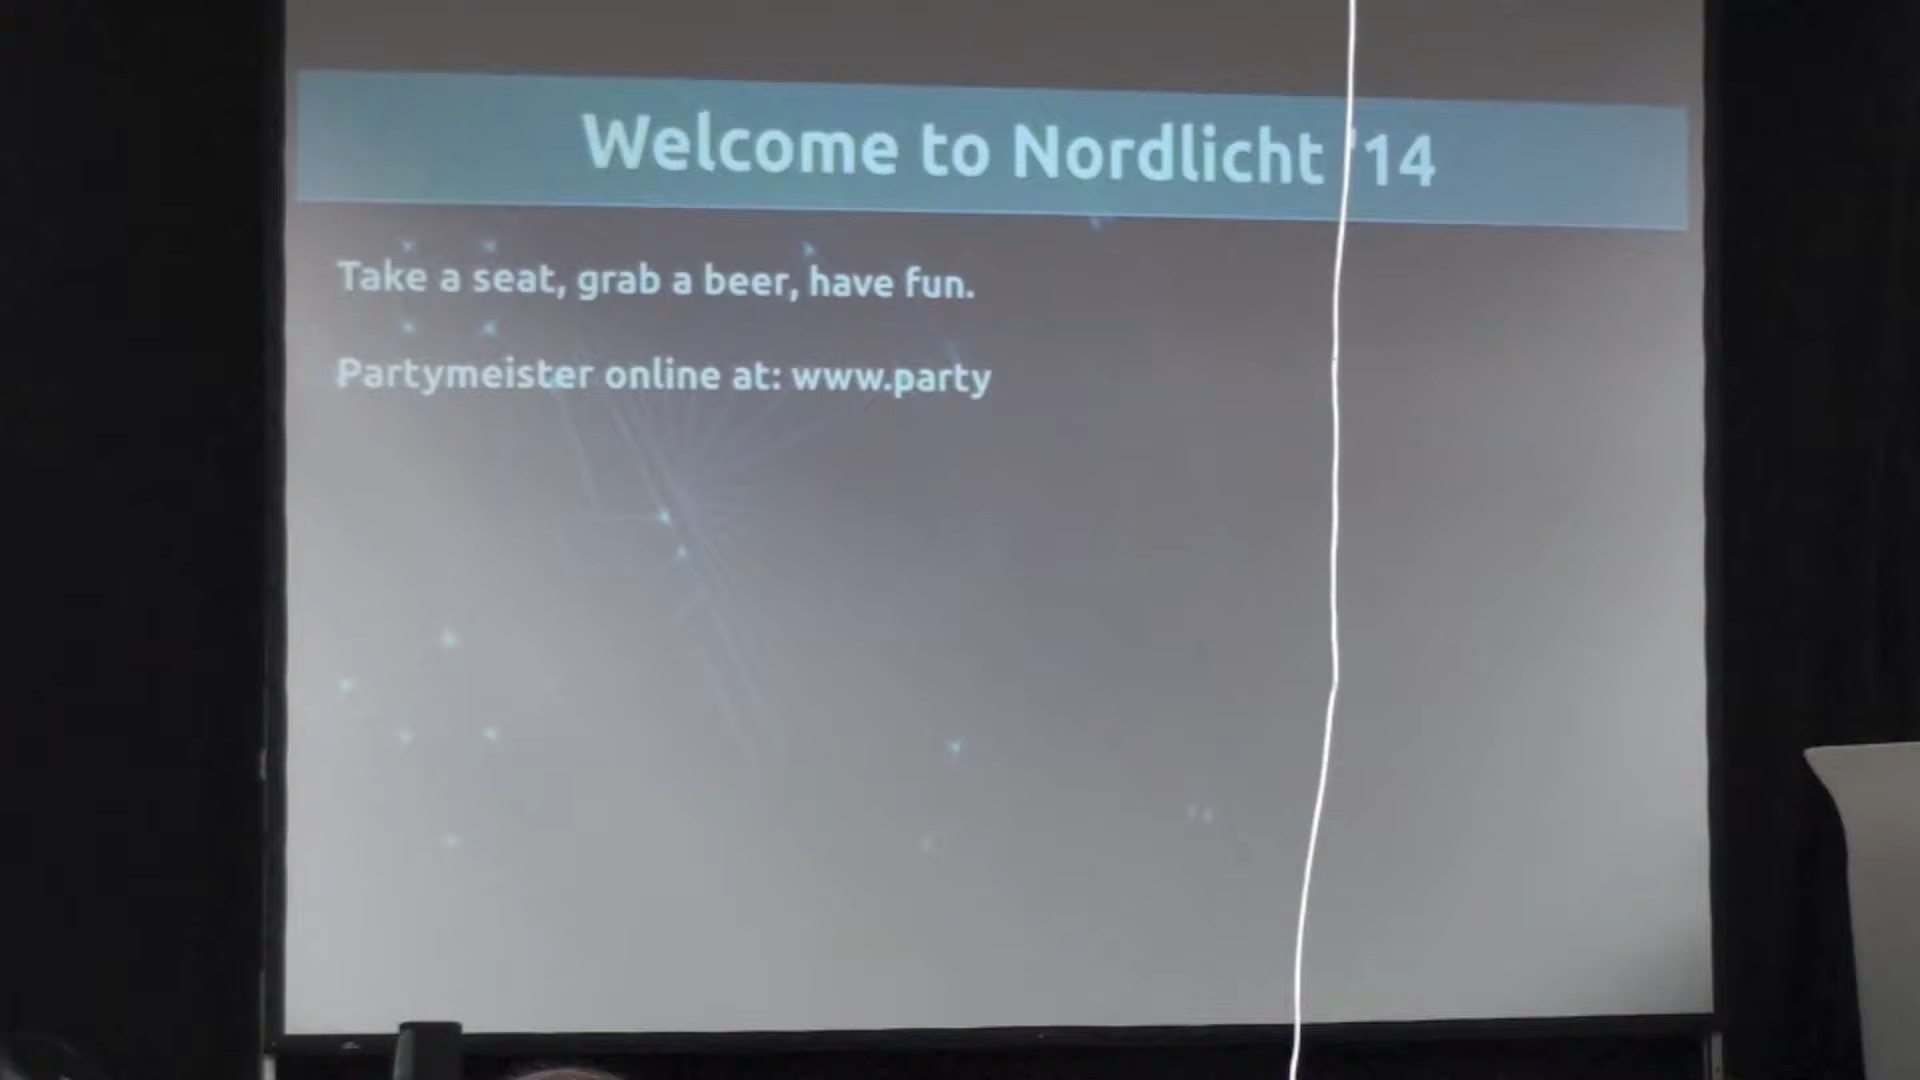 Welcome to Nordlicht '14
Take a seat, grab a beer, have fun.
Partymeister online at: www.party